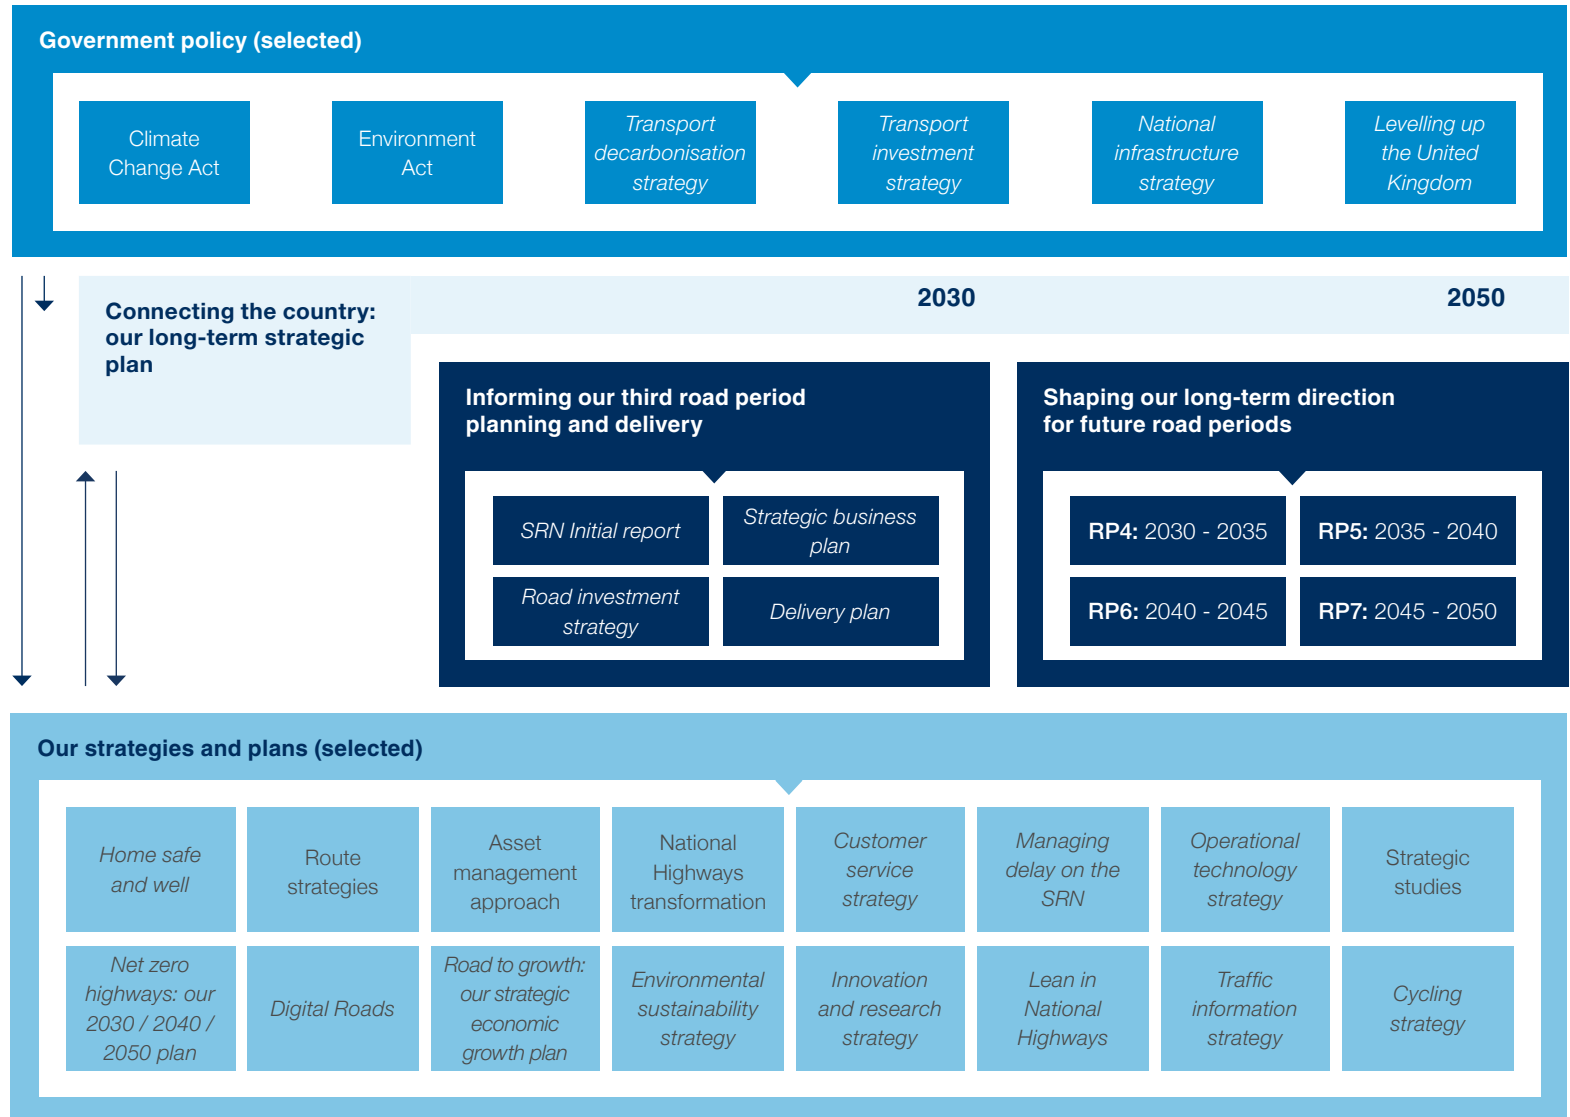 Government policy (selected)
Climate
Change Act
Environment
Act
Transport
decarbonisation
strategy
Transport
investment
strategy
National
infrastructure
strategy
Levelling up
the United
Kingdom
Connecting the country:
our long-term strategic
plan
2030
2050
Informing our third road period
planning and delivery
SRN Initial report
Strategic business
plan
Road investment
strategy
Delivery plan
Shaping our long-term direction
for future road periods
RP4: 2030 - 2035
RP5: 2035 - 2040
RP6: 2040 - 2045
RP7: 2045 - 2050
Our strategies and plans (selected)
Home safe
and well
Route
strategies
Asset
management
approach
National
Highways
transformation
Customer
service
strategy
Managing
delay on the
SRN
Operational
technology
strategy
Strategic
studies
Net zero
highways: our
2030 / 2040 /
2050 plan
Digital Roads
Road to growth:
our strategic
economic
growth plan
Environmental
sustainability
strategy
Innovation
and research
strategy
Lean in
National
Highways
Traffic
information
strategy
Cycling
strategy